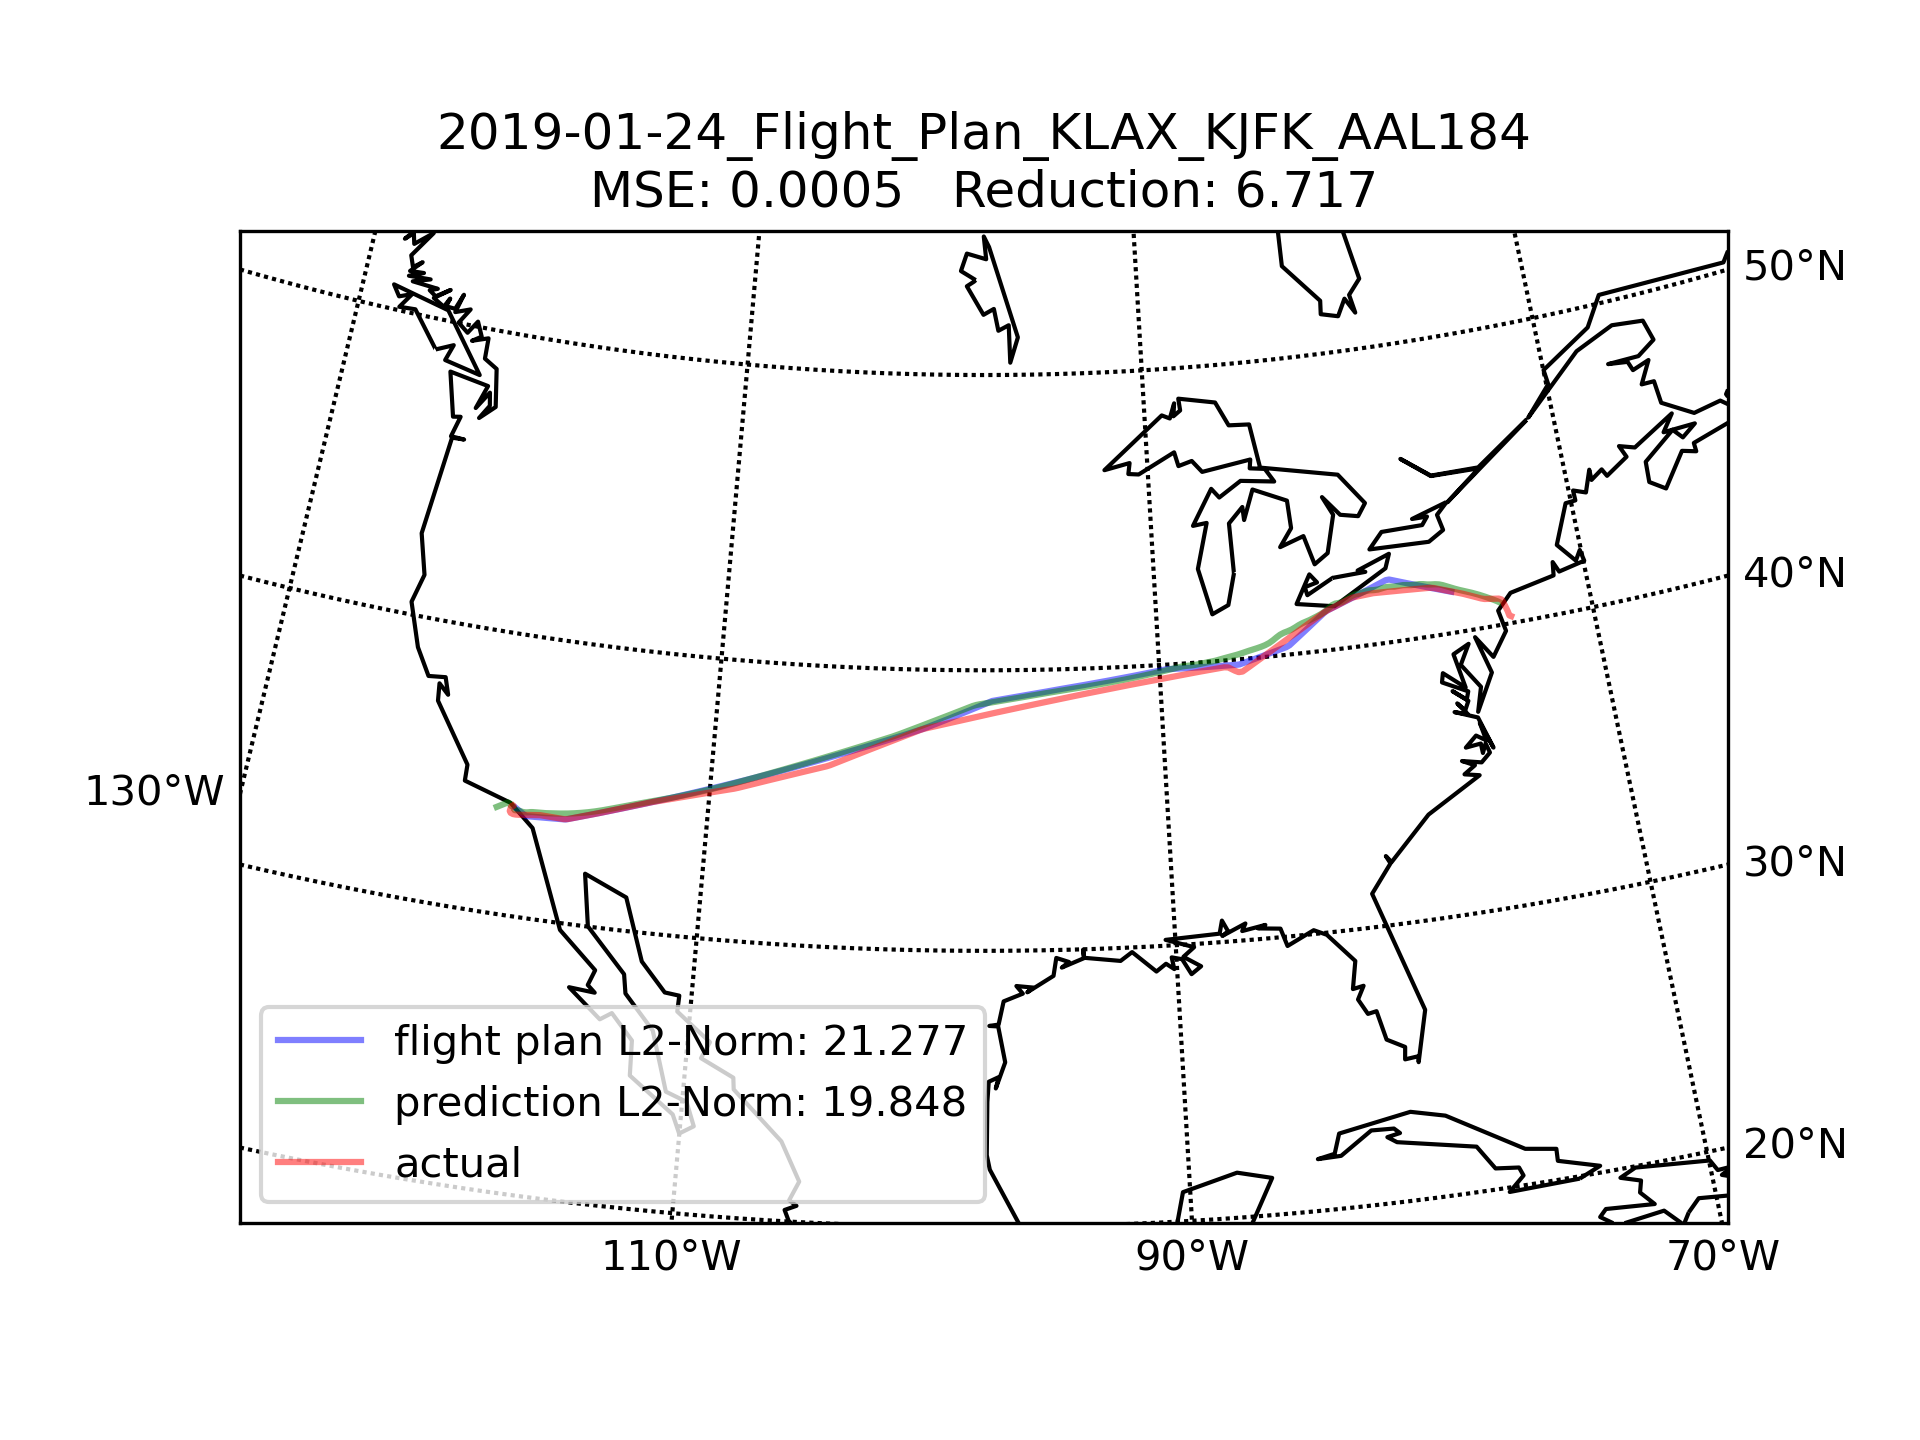 2019-01-24_Flight_Plan_KLAX_KJFK_AAL184
MSE: 0.0005   Reduction: 6.717
50°N
40°N
130°W
30°N
flight plan L2-Norm: 21.277
prediction L2-Norm: 19.848
20°N
actual
110°W
90°W
70°W